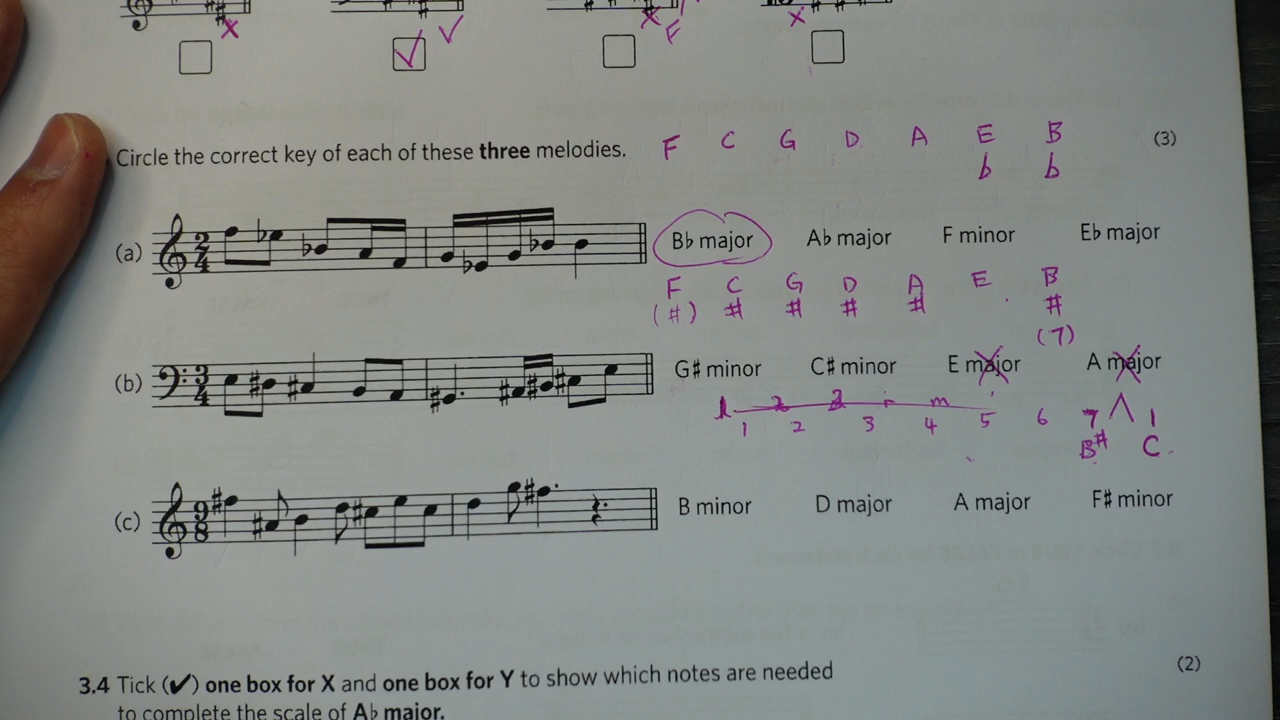 x ✓ x F x
✓
Circle the correct key of each of these three melodies. F C G D A E B (3)
b b
(a) 2/4 B♭ major A♭ major F minor E♭ major
F C G D A E B
(#) # # # # #
(7)
(b) 3/4 G# minor C# minor E major A major
1 2 3 4 5 6 7 1
B# C
(c) 9/8 B minor D major A major F# minor
3.4 Tick (✔) one box for X and one box for Y to show which notes are needed (2)
to complete the scale of A♭ major.